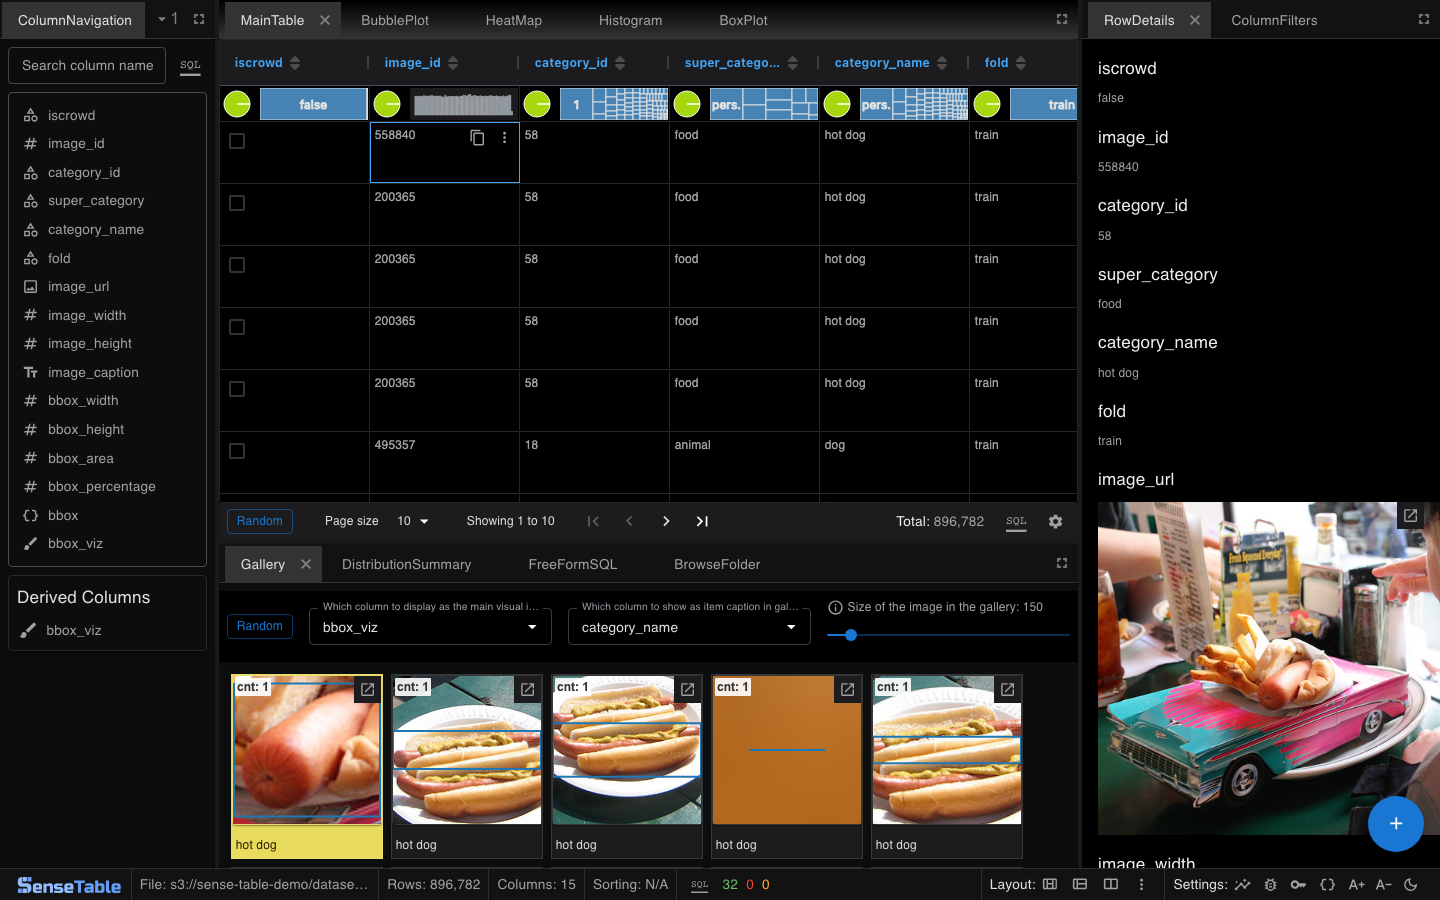 ColumnNavigation
1
MainTable
BubblePlot
HeatMap
Histogram
BoxPlot
RowDetails
ColumnFilters
Search column name
SQL
iscrowd
image_id
category_id
super_category
category_name
fold
image_url
image_width
image_height
image_caption
bbox_width
bbox_height
bbox_area
bbox_percentage
bbox
bbox_viz
Derived Columns
bbox_viz
iscrowd image_id category_id super_catego... category_name fold
false 1 pers. pers. train
558840 58 food hot dog train
200365 58 food hot dog train
200365 58 food hot dog train
200365 58 food hot dog train
200365 58 food hot dog train
495357 18 animal dog train
Random Page size 10 Showing 1 to 10 Total: 896,782 SQL
Gallery
DistributionSummary
FreeFormSQL
BrowseFolder
Random
Which column to display as the main visual i...
bbox_viz
Which column to show as item caption in gal...
category_name
Size of the image in the gallery: 150
cnt: 1 cnt: 1 cnt: 1 cnt: 1 cnt: 1
hot dog hot dog hot dog hot dog hot dog
iscrowd
false
image_id
558840
category_id
58
super_category
food
category_name
hot dog
fold
train
image_url
Fresh Squeezed Everyday!
image_width
SenseTable File: s3://sense-table-demo/datase... Rows: 896,782 Columns: 15 Sorting: N/A SQL 32 0 0 Layout: Settings: A+ A-